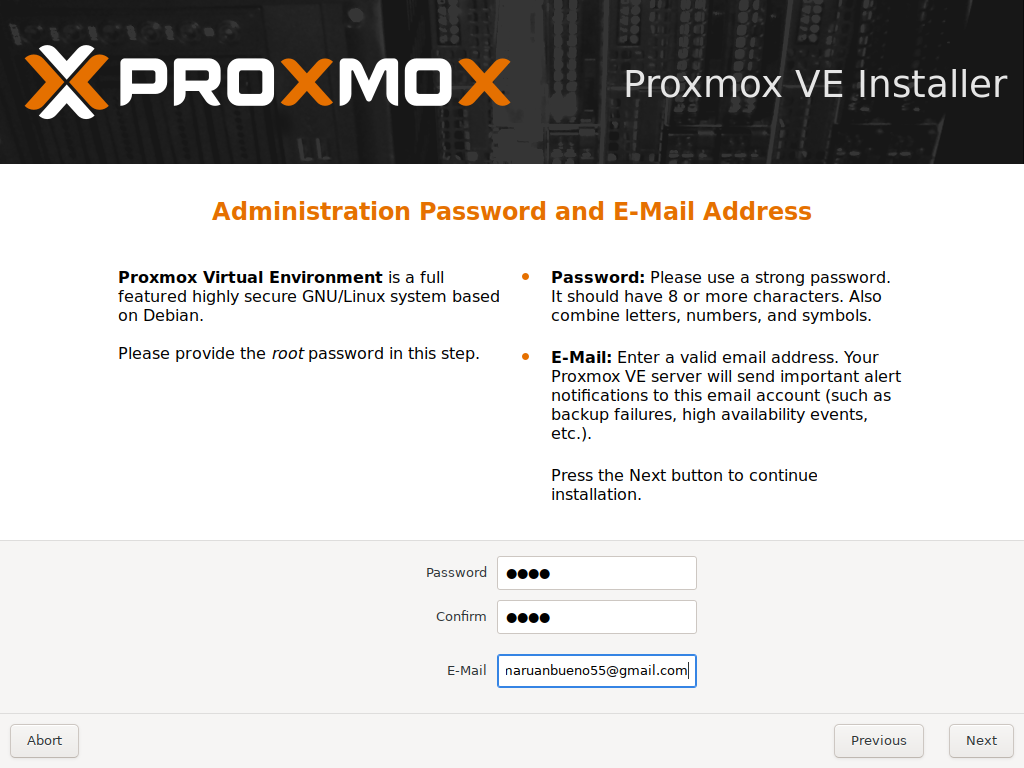 PROXMOX
Proxmox VE Installer
Administration Password and E-Mail Address
Proxmox Virtual Environment is a full
featured highly secure GNU/Linux system based
on Debian.
Please provide the root password in this step.
Password: Please use a strong password.
It should have 8 or more characters. Also
combine letters, numbers, and symbols.
E-Mail: Enter a valid email address. Your
Proxmox VE server will send important alert
notifications to this email account (such as
backup failures, high availability events,
etc.).
Press the Next button to continue
installation.
Password ●●●●
Confirm ●●●●
E-Mail naruanbueno55@gmail.com
Abort Previous Next